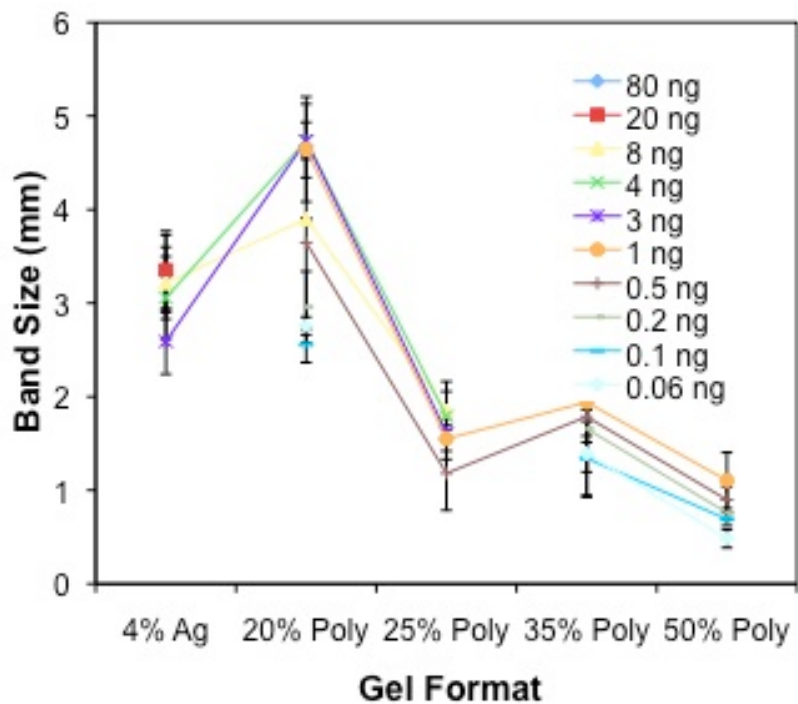 6
5
4
3
2
1
0
Band Size (mm)
80 ng
20 ng
8 ng
4 ng
3 ng
1 ng
0.5 ng
0.2 ng
0.1 ng
0.06 ng
4% Ag 20% Poly 25% Poly 35% Poly 50% Poly
Gel Format